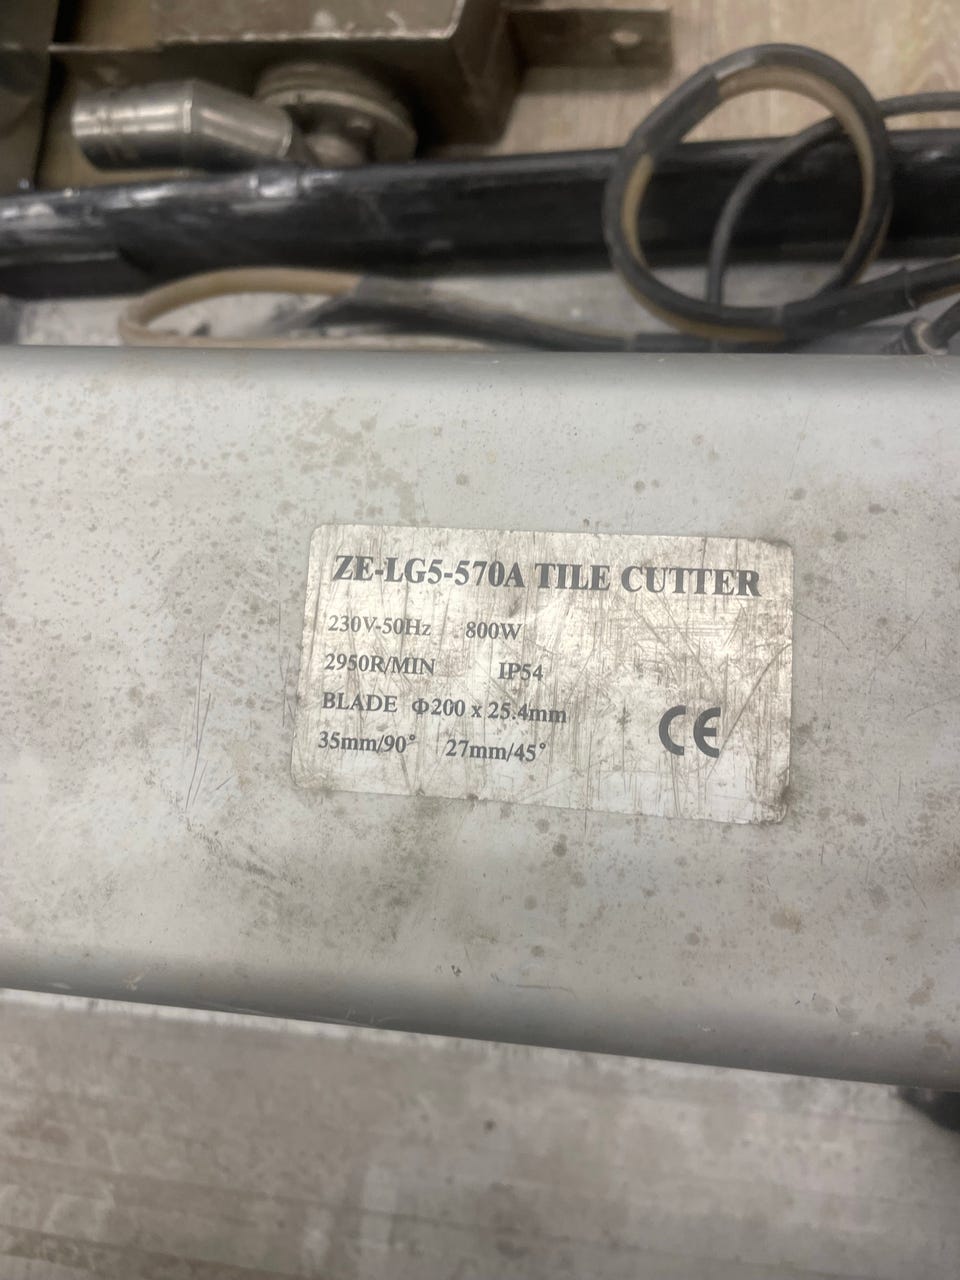 ZE-LG5-570A TILE CUTTER
230V-50Hz 800W
2950R/MIN IP54
BLADE Φ200 x 25.4mm
35mm/90° 27mm/45°
CE